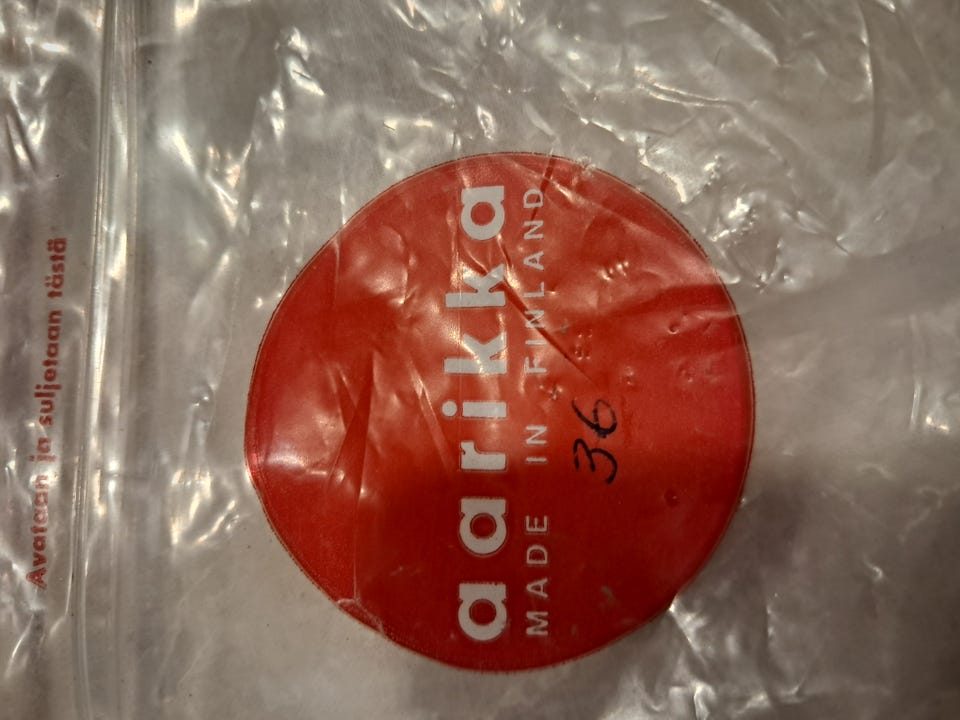 Avataan ja suljetaan tästä
aarikka
MADE IN FINLAND
36